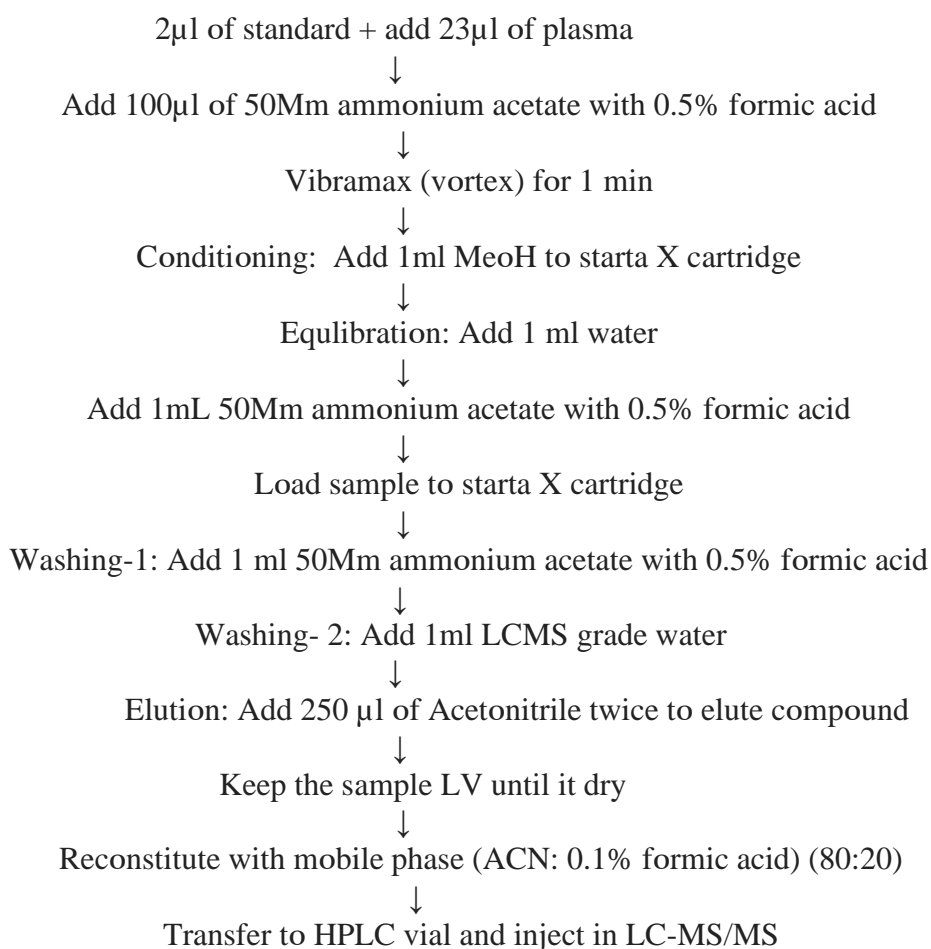 2µl of standard + add 23µl of plasma
↓
Add 100µl of 50Mm ammonium acetate with 0.5% formic acid
↓
Vibramax (vortex) for 1 min
↓
Conditioning: Add 1ml MeoH to starta X cartridge
↓
Equlibration: Add 1 ml water
↓
Add 1mL 50Mm ammonium acetate with 0.5% formic acid
↓
Load sample to starta X cartridge
↓
Washing-1: Add 1 ml 50Mm ammonium acetate with 0.5% formic acid
↓
Washing- 2: Add 1ml LCMS grade water
↓
Elution: Add 250 µl of Acetonitrile twice to elute compound
↓
Keep the sample LV until it dry
↓
Reconstitute with mobile phase (ACN: 0.1% formic acid) (80:20)
↓
Transfer to HPLC vial and inject in LC-MS/MS